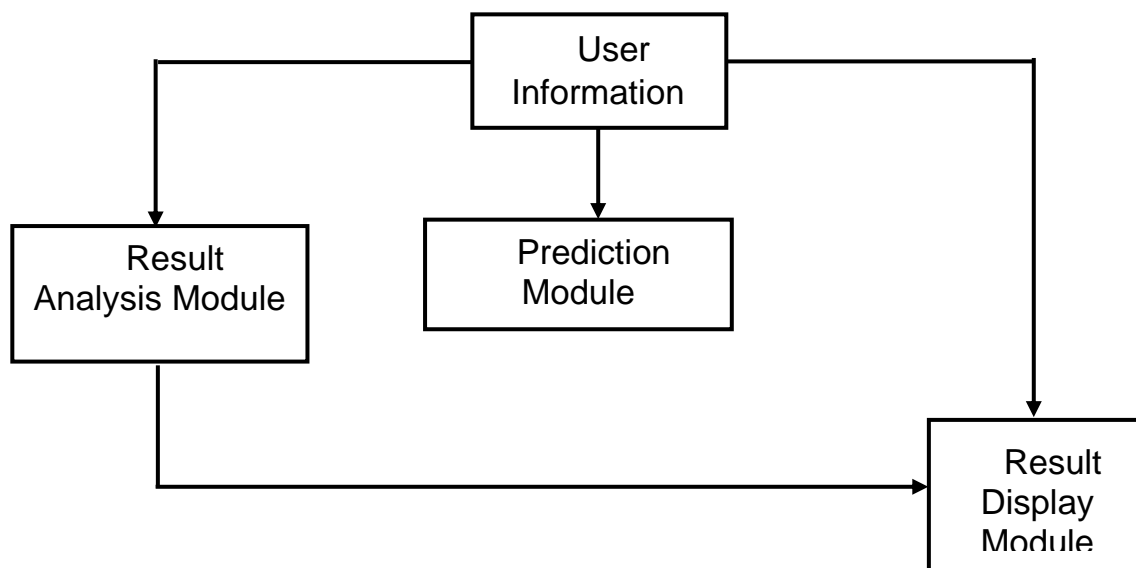 User
Information
Result
Analysis Module
Prediction
Module
Result
Display
Module